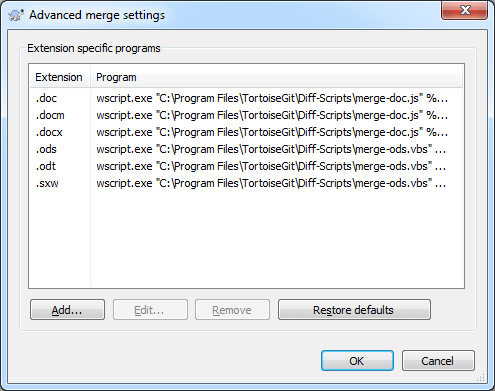 Advanced merge settings
Extension specific programs
Extension Program
.doc wscript.exe "C:\Program Files\TortoiseGit\Diff-Scripts\merge-doc.js" %...
.docm wscript.exe "C:\Program Files\TortoiseGit\Diff-Scripts\merge-doc.js" %...
.docx wscript.exe "C:\Program Files\TortoiseGit\Diff-Scripts\merge-doc.js" %...
.ods wscript.exe "C:\Program Files\TortoiseGit\Diff-Scripts\merge-ods.vbs" ...
.odt wscript.exe "C:\Program Files\TortoiseGit\Diff-Scripts\merge-ods.vbs" ...
.sxw wscript.exe "C:\Program Files\TortoiseGit\Diff-Scripts\merge-ods.vbs" ...
Add... Edit... Remove Restore defaults
OK Cancel